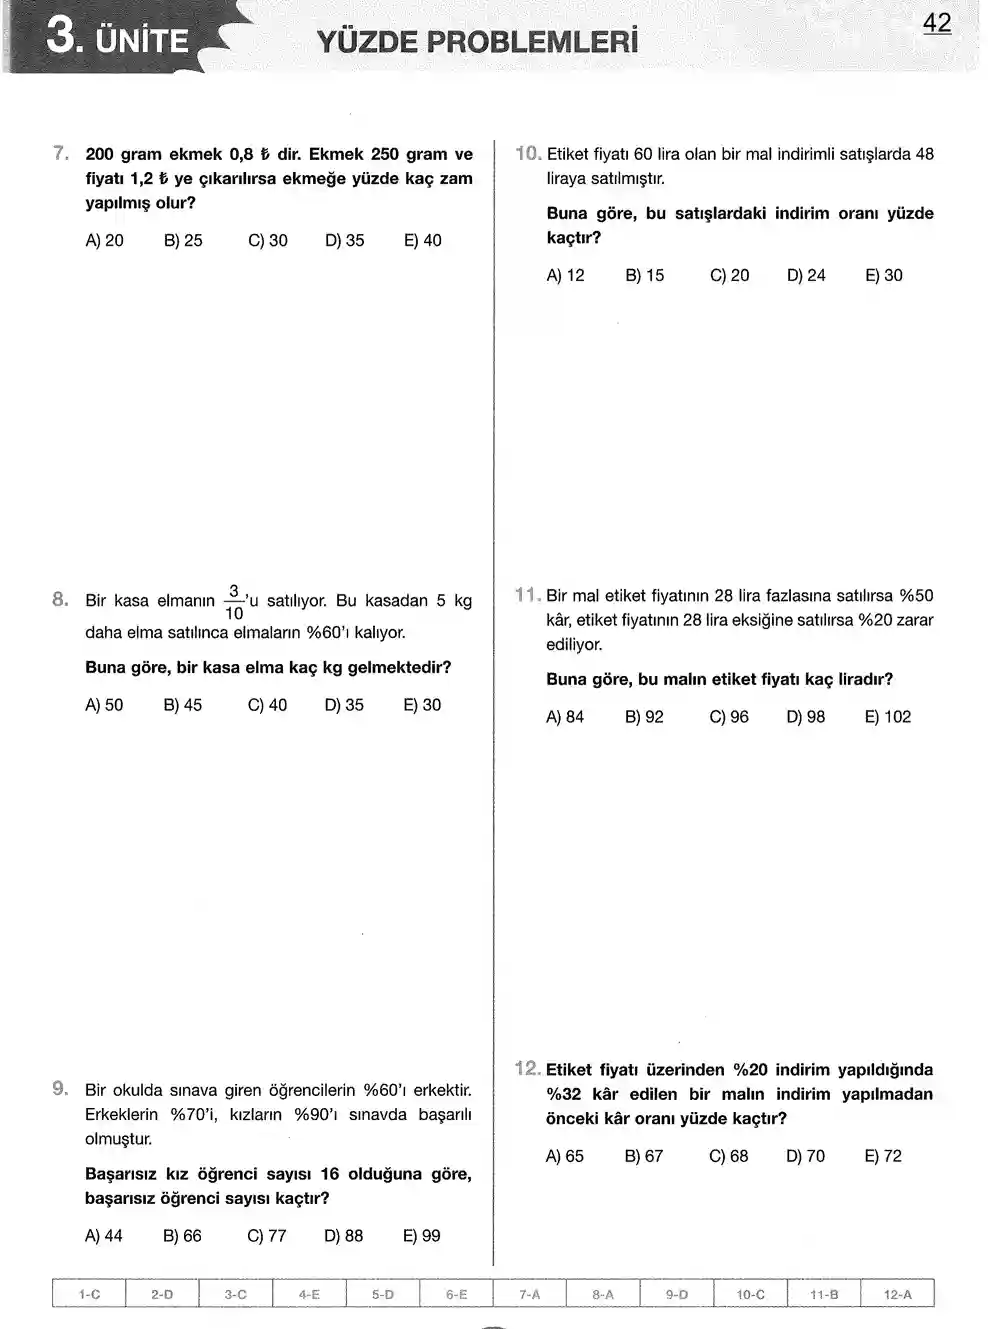 3. ÜNİTE
YÜZDE PROBLEMLERİ
42
7. 200 gram ekmek 0,8 ₺ dir. Ekmek 250 gram ve
fiyatı 1,2 ₺ ye çıkarılırsa ekmeğe yüzde kaç zam
yapılmış olur?
A) 20 B) 25 C) 30 D) 35 E) 40
8. Bir kasa elmanın 3/10'u satılıyor. Bu kasadan 5 kg
daha elma satılınca elmaların %60'ı kalıyor.
Buna göre, bir kasa elma kaç kg gelmektedir?
A) 50 B) 45 C) 40 D) 35 E) 30
9. Bir okulda sınava giren öğrencilerin %60'ı erkektir.
Erkeklerin %70'i, kızların %90'ı sınavda başarılı
olmuştur.
Başarısız kız öğrenci sayısı 16 olduğuna göre,
başarısız öğrenci sayısı kaçtır?
A) 44 B) 66 C) 77 D) 88 E) 99
10. Etiket fiyatı 60 lira olan bir mal indirimli satışlarda 48
liraya satılmıştır.
Buna göre, bu satışlardaki indirim oranı yüzde
kaçtır?
A) 12 B) 15 C) 20 D) 24 E) 30
11. Bir mal etiket fiyatının 28 lira fazlasına satılırsa %50
kâr, etiket fiyatının 28 lira eksiğine satılırsa %20 zarar
ediliyor.
Buna göre, bu malın etiket fiyatı kaç liradır?
A) 84 B) 92 C) 96 D) 98 E) 102
12. Etiket fiyatı üzerinden %20 indirim yapıldığında
%32 kâr edilen bir malın indirim yapılmadan
önceki kâr oranı yüzde kaçtır?
A) 65 B) 67 C) 68 D) 70 E) 72
1-C 2-D 3-C 4-E 5-D 6-E 7-A 8-A 9-D 10-C 11-B 12-A